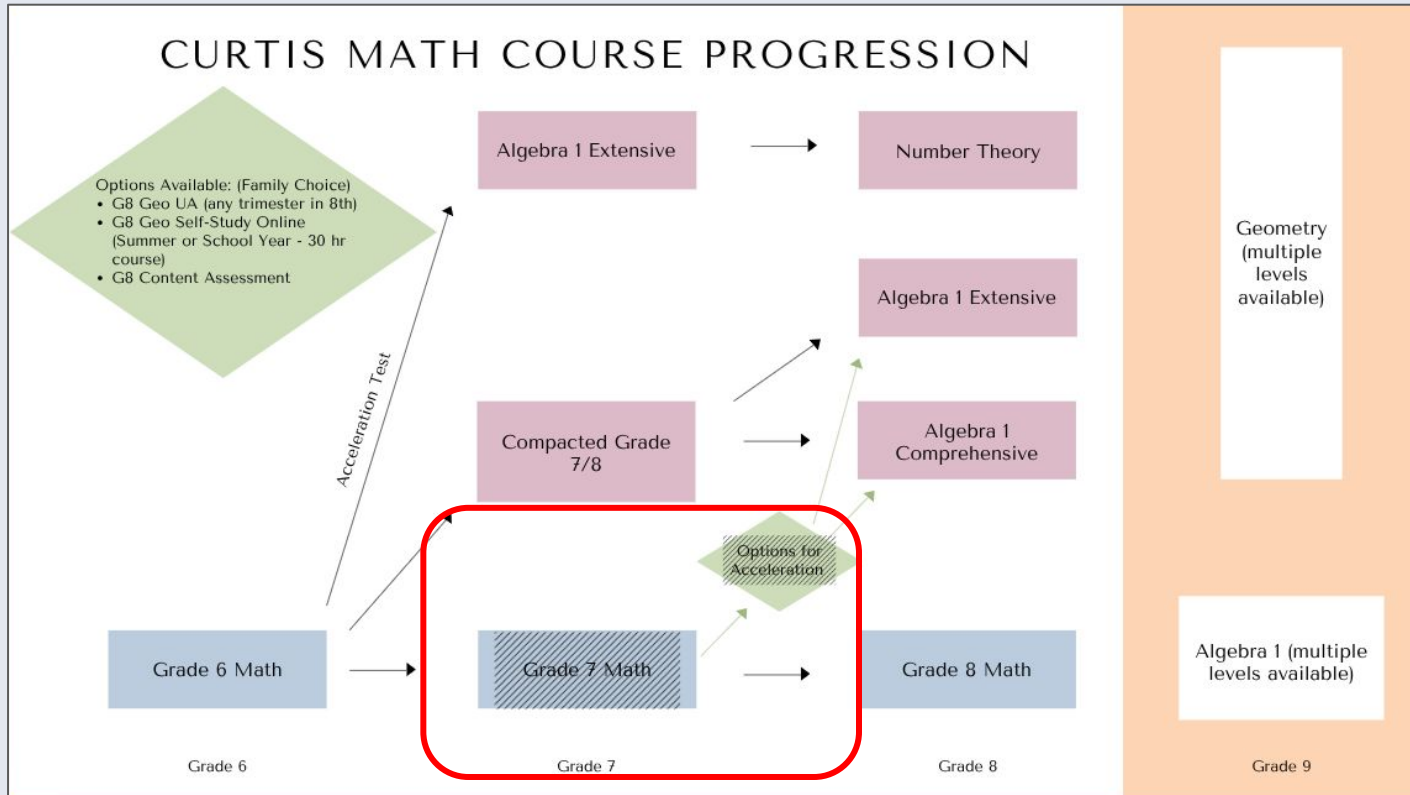 CURTIS MATH COURSE PROGRESSION
Options Available: (Family Choice)
• G8 Geo UA (any trimester in 8th)
• G8 Geo Self-Study Online
(Summer or School Year - 30 hr
course)
• G8 Content Assessment
Acceleration Test
Algebra 1 Extensive
Number Theory
Algebra 1 Extensive
Compacted Grade
7/8
Algebra 1
Comprehensive
Options for
Acceleration
Grade 6 Math
Grade 7 Math
Grade 8 Math
Geometry
(multiple
levels
available)
Algebra 1 (multiple
levels available)
Grade 6
Grade 7
Grade 8
Grade 9